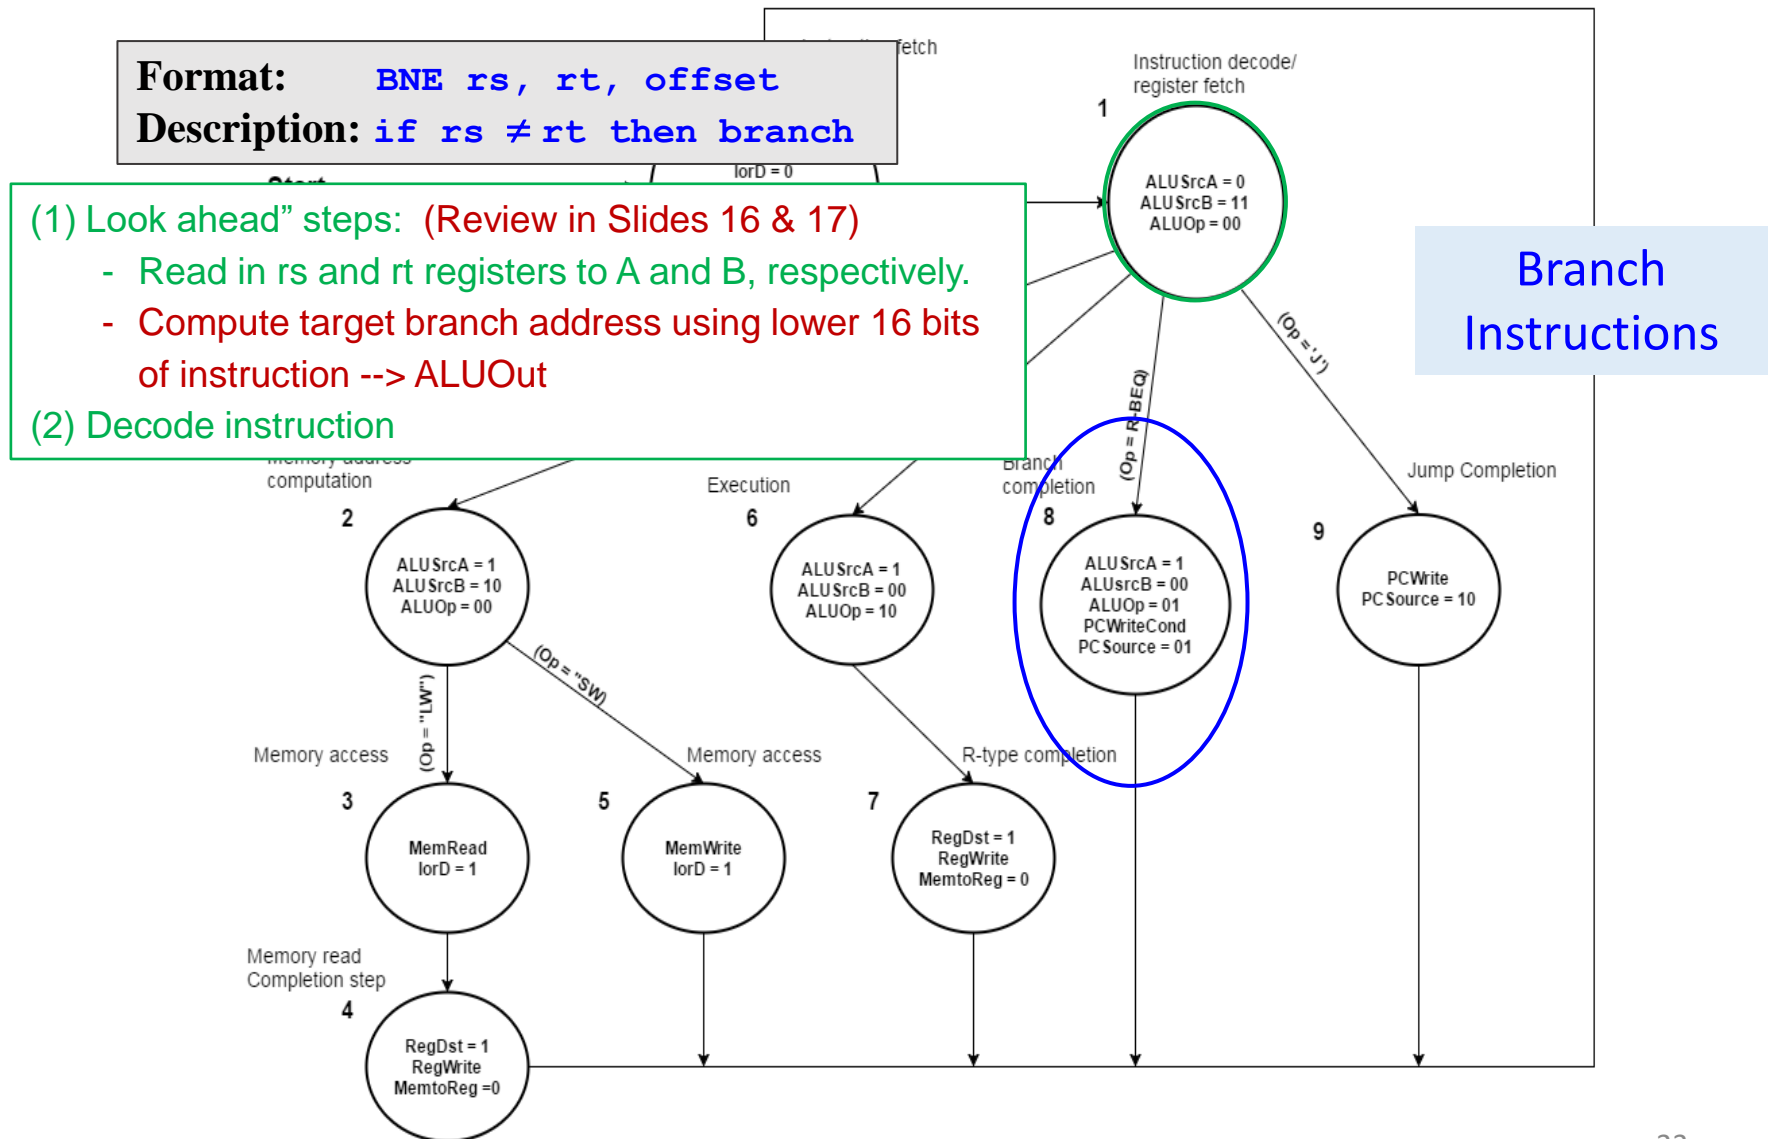 Format: BNE rs, rt, offset
Description: if rs ≠ rt then branch
fetch
Instruction decode/
register fetch
1
ALUSrcA = 0
ALUSrcB = 11
ALUOp = 00
IorD = 0
Start
(1) Look ahead” steps: (Review in Slides 16 & 17)
- Read in rs and rt registers to A and B, respectively.
- Compute target branch address using lower 16 bits
of instruction --> ALUOut
(2) Decode instruction
Branch
Instructions
(Op ='J')
(Op = R-BEQ)
Memory address
computation
2
ALUSrcA = 1
ALUSrcB = 10
ALUOp = 00
Execution
6
ALUSrcA = 1
ALUSrcB = 00
ALUOp = 10
Branch
completion
8
ALUSrcA = 1
ALUsrcB = 00
ALUOp = 01
PCWriteCond
PCSource = 01
Jump Completion
9
PCWrite
PCSource = 10
(Op = "LW")
(Op = "SW)
Memory access
3
MemRead
IorD = 1
Memory access
5
MemWrite
IorD = 1
R-type completion
7
RegDst = 1
RegWrite
MemtoReg = 0
Memory read
Completion step
4
RegDst = 1
RegWrite
MemtoReg =0